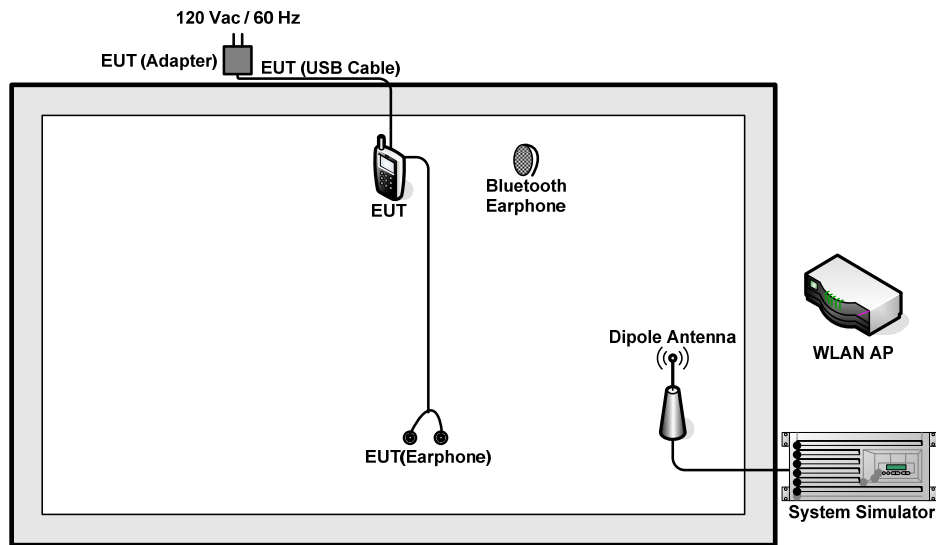 120 Vac / 60 Hz
EUT (Adapter)
EUT (USB Cable)
EUT
Bluetooth
Earphone
Dipole Antenna
WLAN AP
EUT(Earphone)
System Simulator